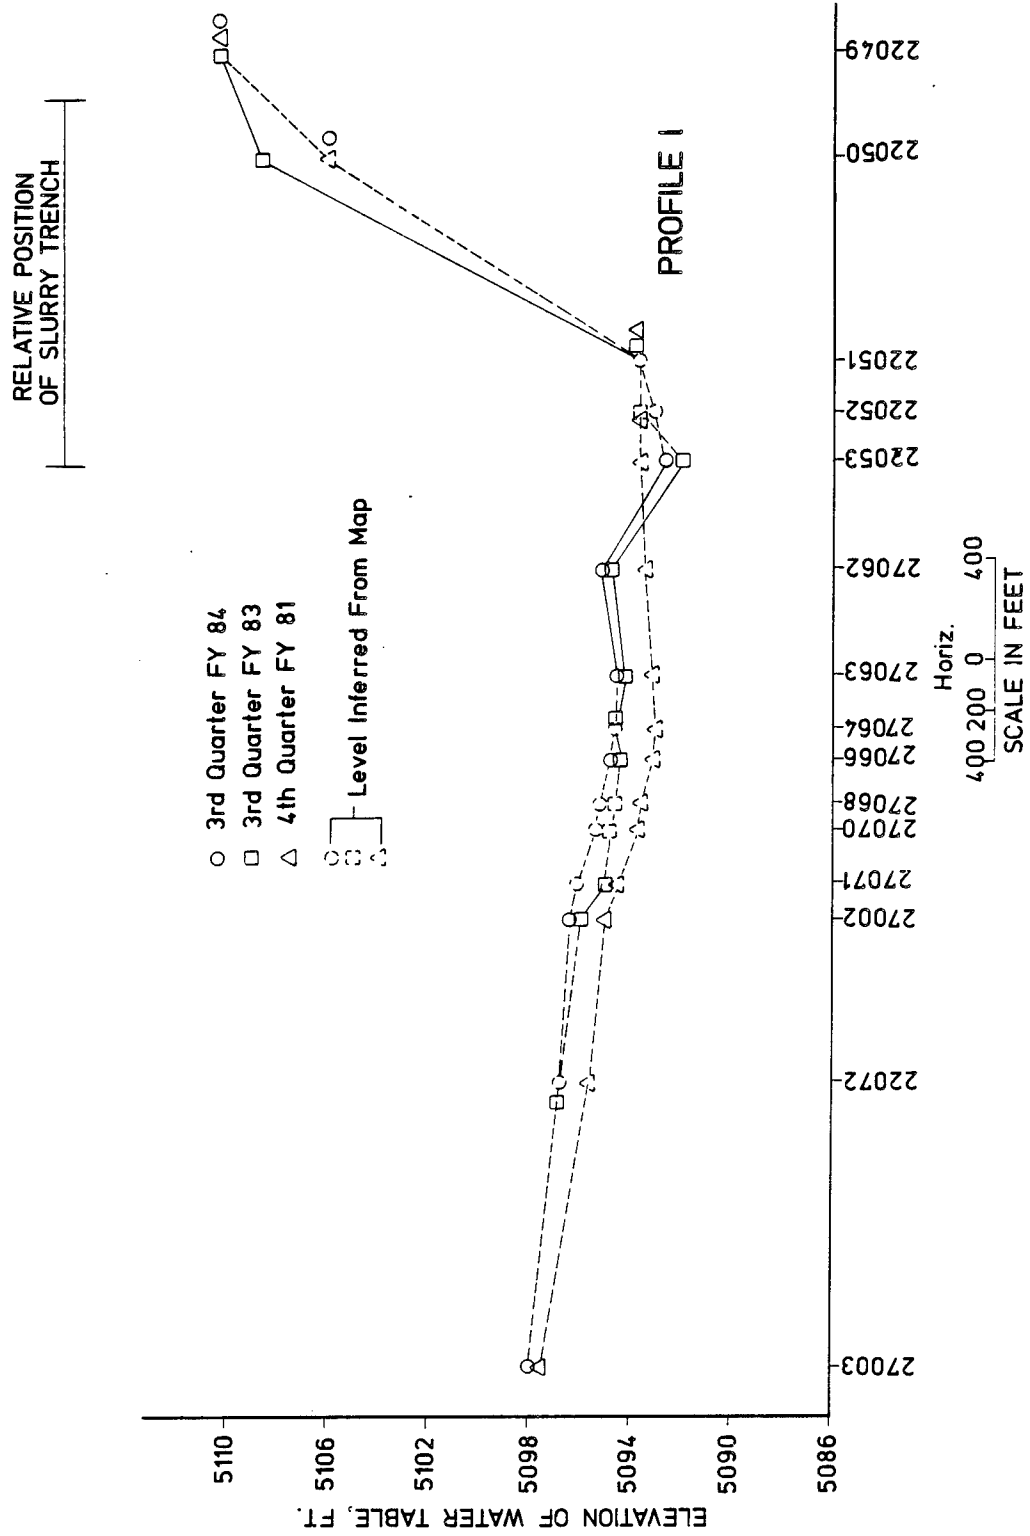 RELATIVE POSITION
OF SLURRY TRENCH
3rd Quarter FY 84
3rd Quarter FY 83
4th Quarter FY 81
Level Inferred From Map
PROFILE I
ELEVATION OF WATER TABLE, FT.
5110
5106
5102
5098
5094
5090
5086
27003
22072
27002
27071
27070
27068
27066
27064
27063
27062
22053
22052
22051
22050
22049
Horiz.
400 200 0 400
SCALE IN FEET